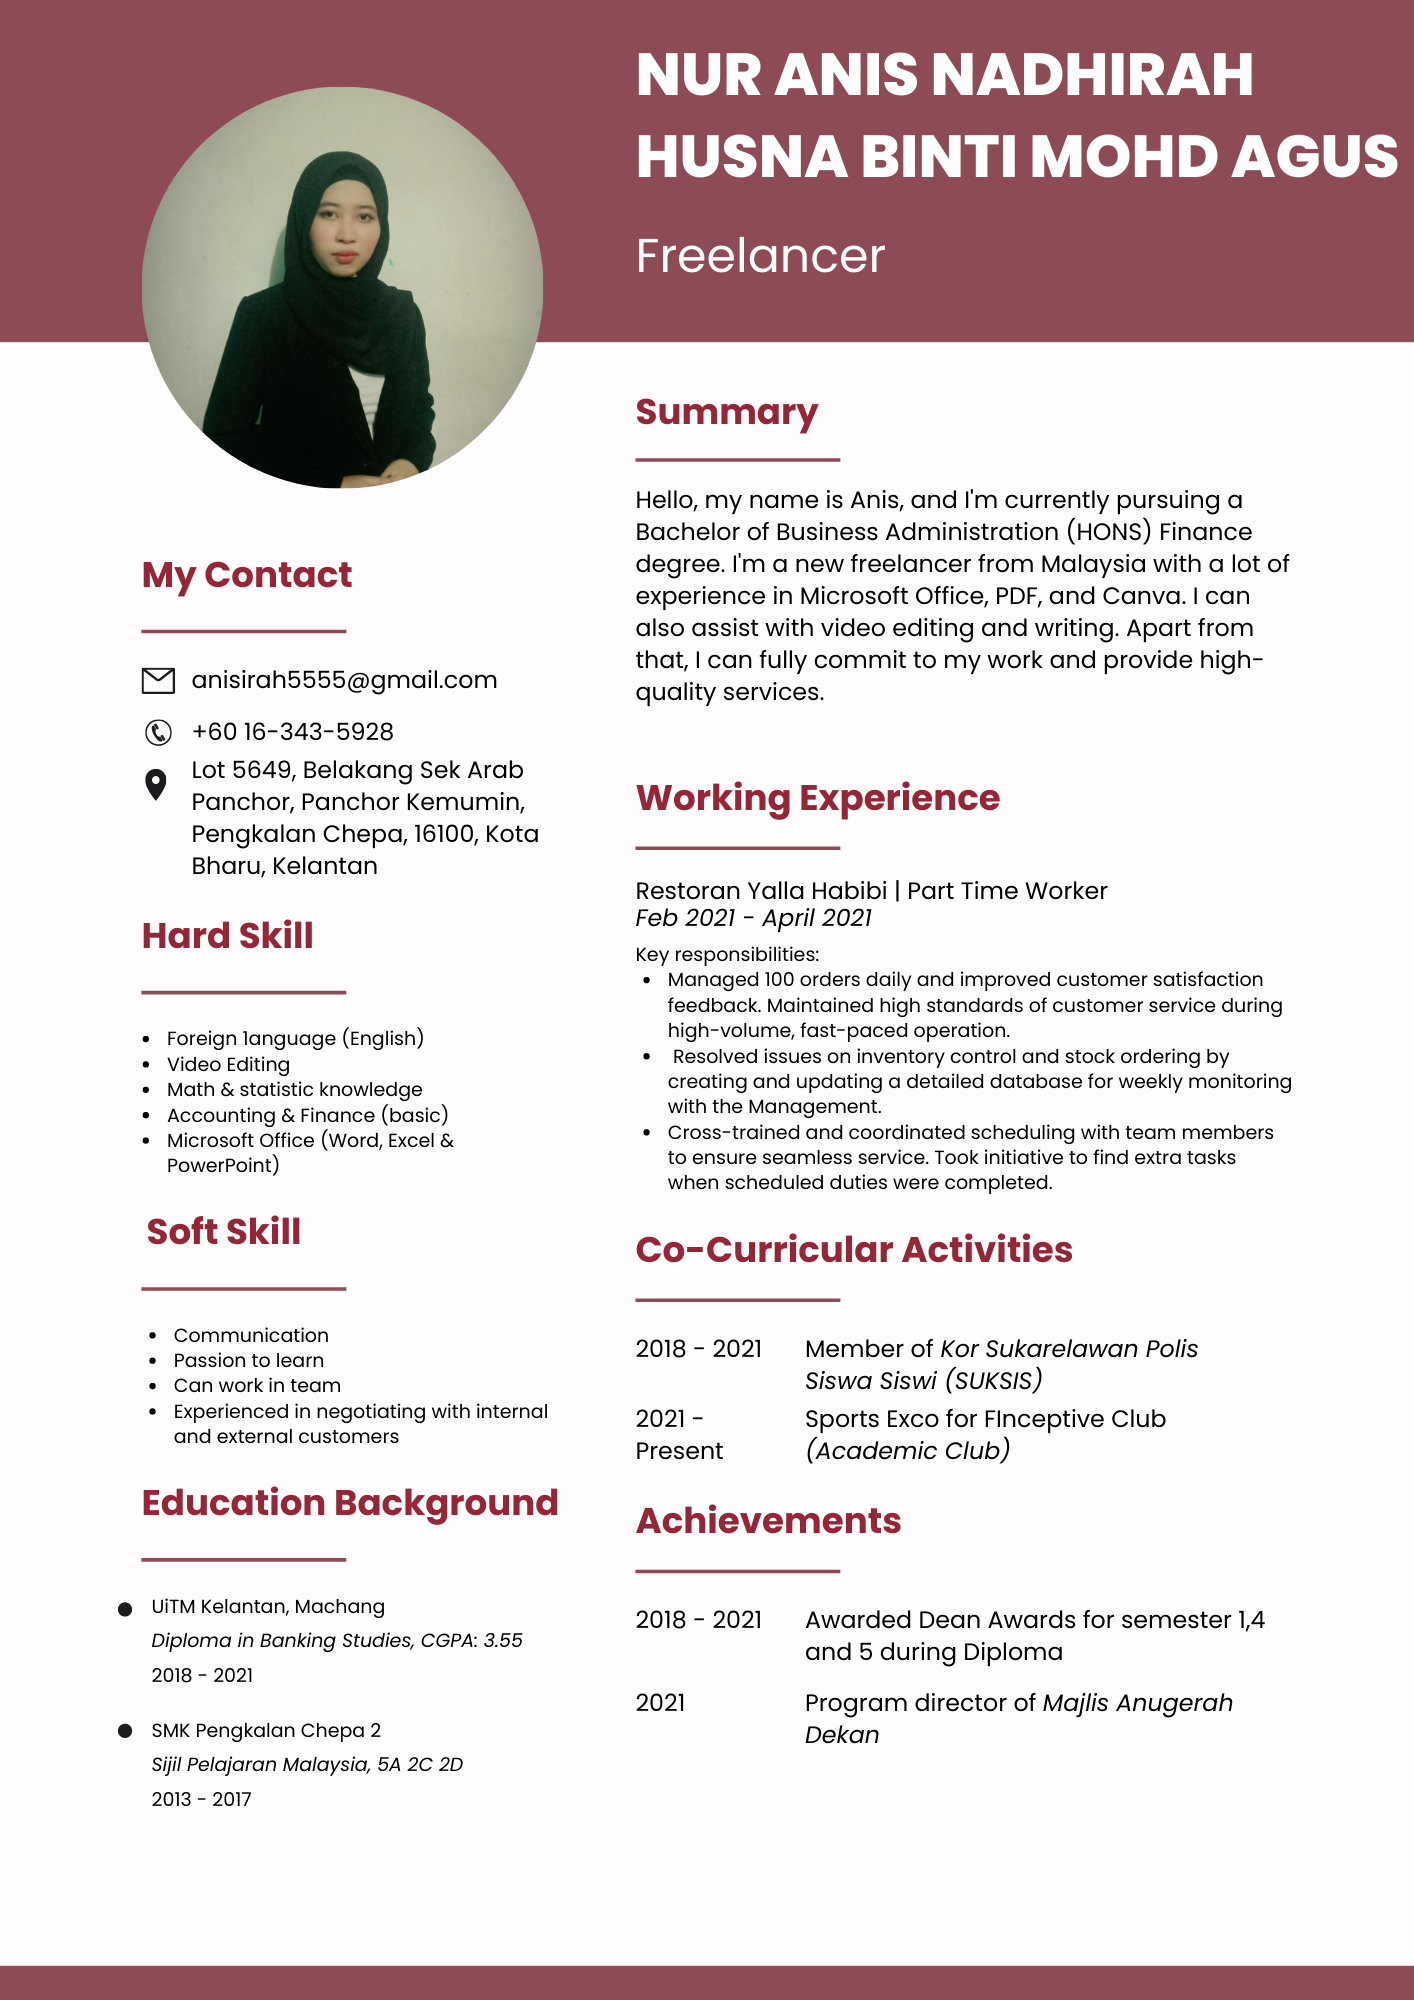 NUR ANIS NADHIRAH
HUSNA BINTI MOHD AGUS
Freelancer
My Contact
anisirah5555@gmail.com
+60 16-343-5928
Lot 5649, Belakang Sek Arab
Panchor, Panchor Kemumin,
Pengkalan Chepa, 16100, Kota
Bharu, Kelantan
Hard Skill
• Foreign 1anguage (English)
• Video Editing
• Math & statistic knowledge
• Accounting & Finance (basic)
• Microsoft Office (Word, Excel &
PowerPoint)
Soft Skill
• Communication
• Passion to learn
• Can work in team
• Experienced in negotiating with internal
and external customers
Education Background
• UiTM Kelantan, Machang
Diploma in Banking Studies, CGPA: 3.55
2018 - 2021
• SMK Pengkalan Chepa 2
Sijil Pelajaran Malaysia, 5A 2C 2D
2013 - 2017
Summary
Hello, my name is Anis, and I'm currently pursuing a
Bachelor of Business Administration (HONS) Finance
degree. I'm a new freelancer from Malaysia with a lot of
experience in Microsoft Office, PDF, and Canva. I can
also assist with video editing and writing. Apart from
that, I can fully commit to my work and provide high-
quality services.
Working Experience
Restoran Yalla Habibi | Part Time Worker
Feb 2021 - April 2021
Key responsibilities:
• Managed 100 orders daily and improved customer satisfaction
feedback. Maintained high standards of customer service during
high-volume, fast-paced operation.
• Resolved issues on inventory control and stock ordering by
creating and updating a detailed database for weekly monitoring
with the Management.
• Cross-trained and coordinated scheduling with team members
to ensure seamless service. Took initiative to find extra tasks
when scheduled duties were completed.
Co-Curricular Activities
2018 - 2021 Member of Kor Sukarelawan Polis
Siswa Siswi (SUKSIS)
2021 - Sports Exco for FInceptive Club
Present (Academic Club)
Achievements
2018 - 2021 Awarded Dean Awards for semester 1,4
and 5 during Diploma
2021 Program director of Majlis Anugerah
Dekan